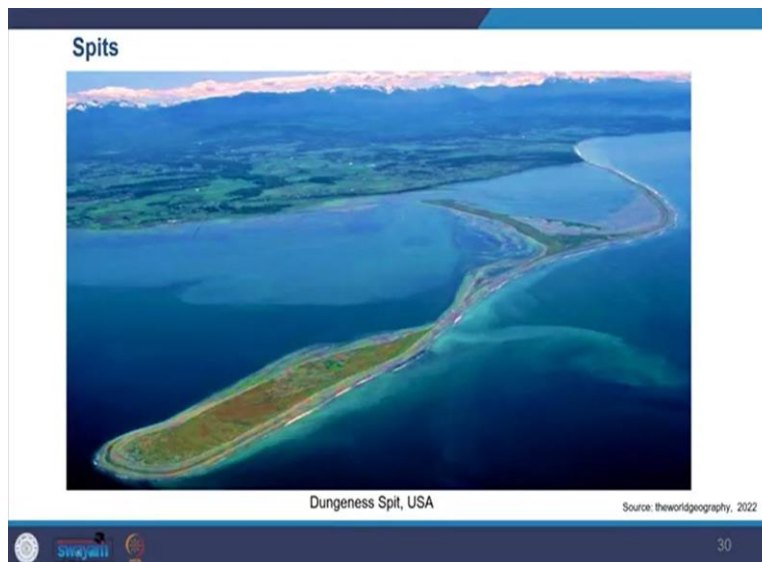 Spits
Dungeness Spit, USA
Source: theworldgeography, 2022
swayam
30